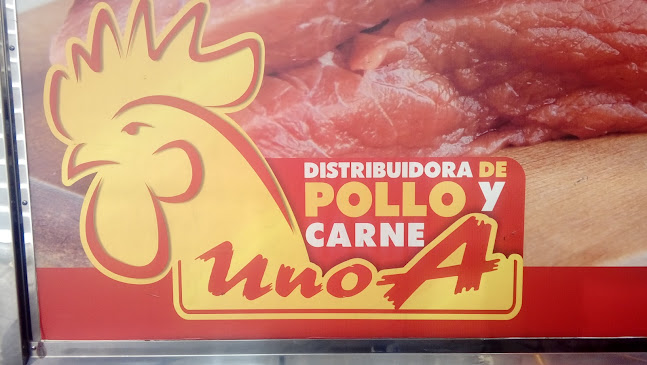 DISTRIBUIDORA DE
POLLO Y
CARNE
Uno A